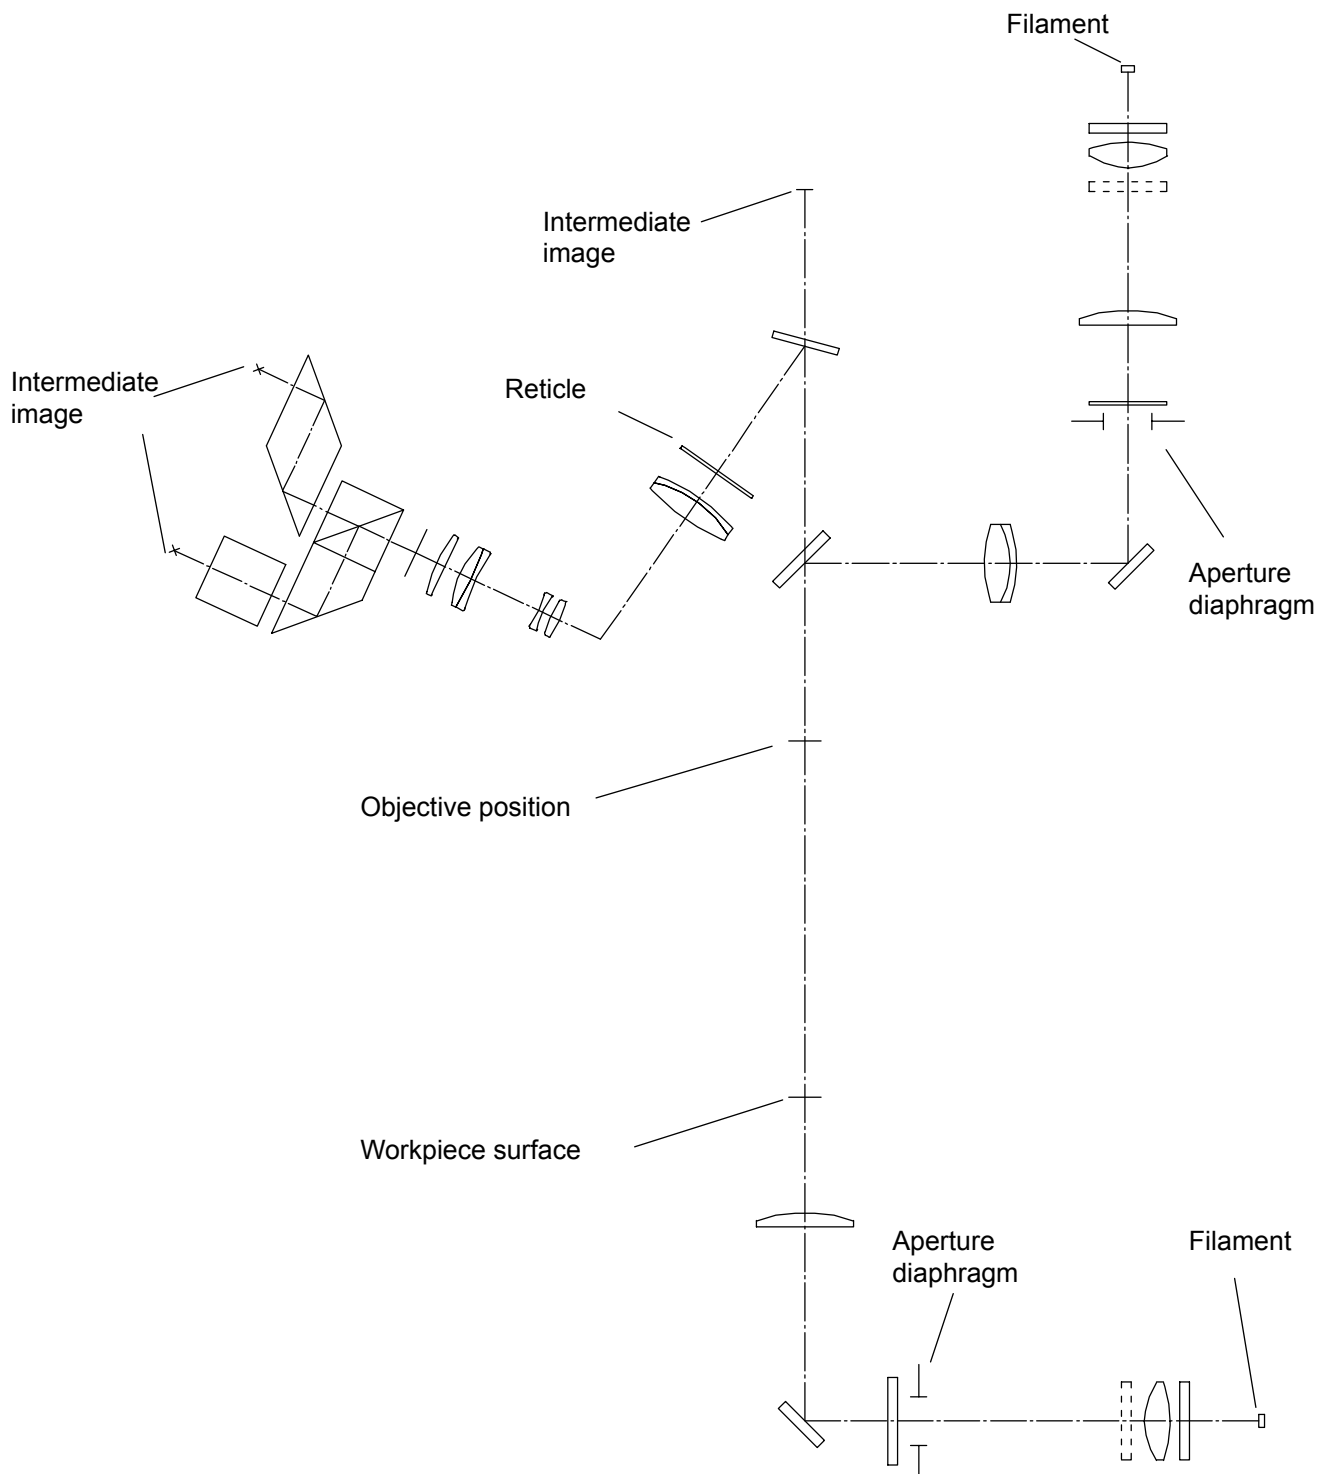 Filament
Intermediate
image
Intermediate
image
Reticle
Aperture
diaphragm
Objective position
Workpiece surface
Aperture
diaphragm
Filament